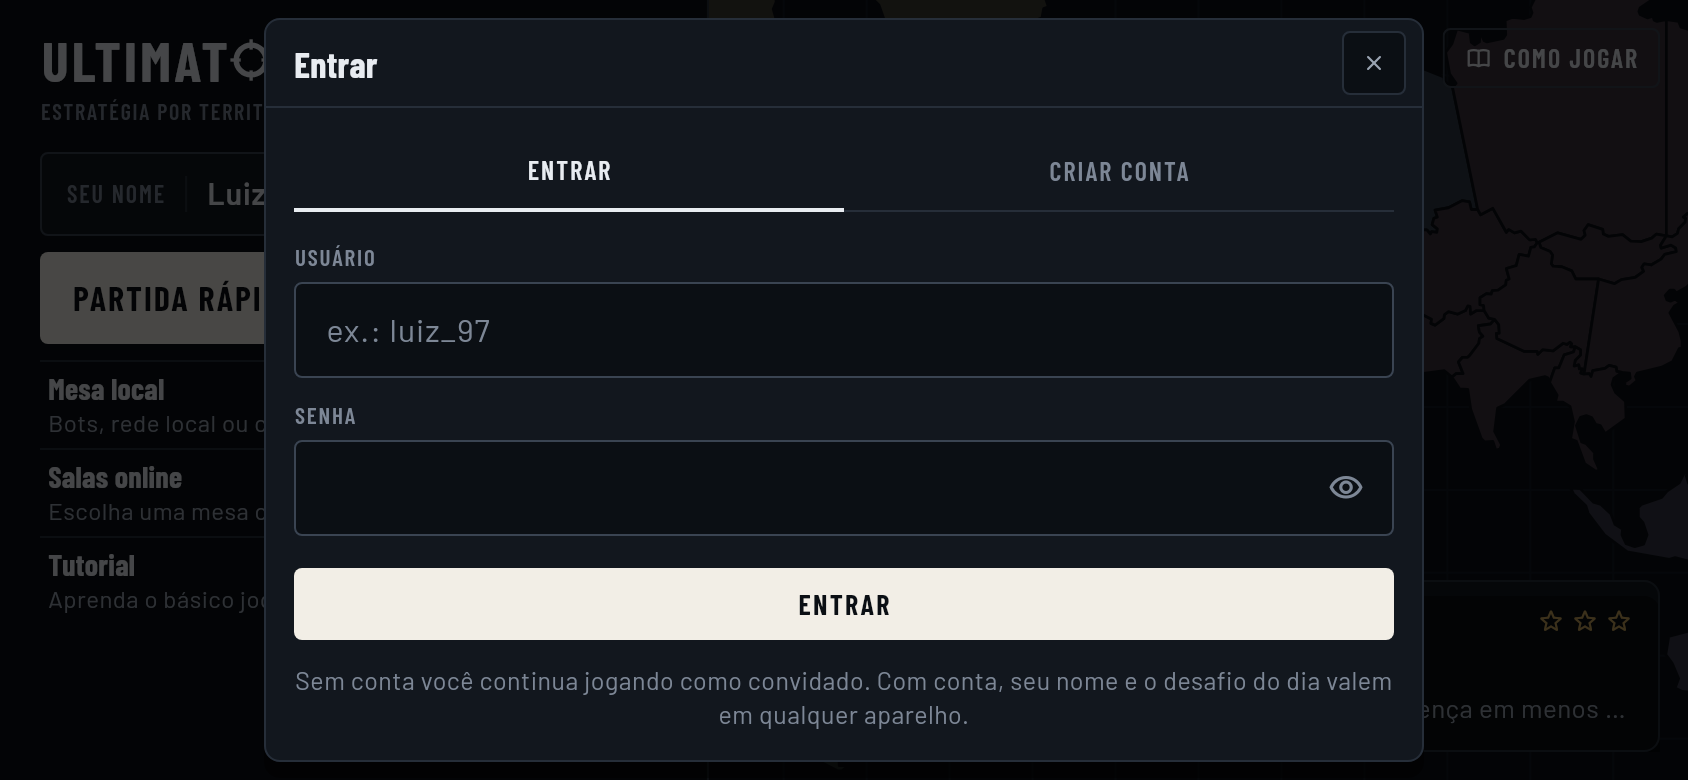 ULTIMAT
ESTRATÉGIA POR TERRIT
SEU NOME
Luiz
PARTIDA RÁPI
Mesa local
Bots, rede local ou
Salas online
Escolha uma mesa
Tutorial
Aprenda o básico
Entrar
×
ENTRAR
CRIAR CONTA
USUÁRIO
ex.: luiz_97
SENHA
ENTRAR
Sem conta você continua jogando como convidado. Com conta, seu nome e o desafio do dia valem
em qualquer aparelho.
COMO JOGAR
ença em menos ...